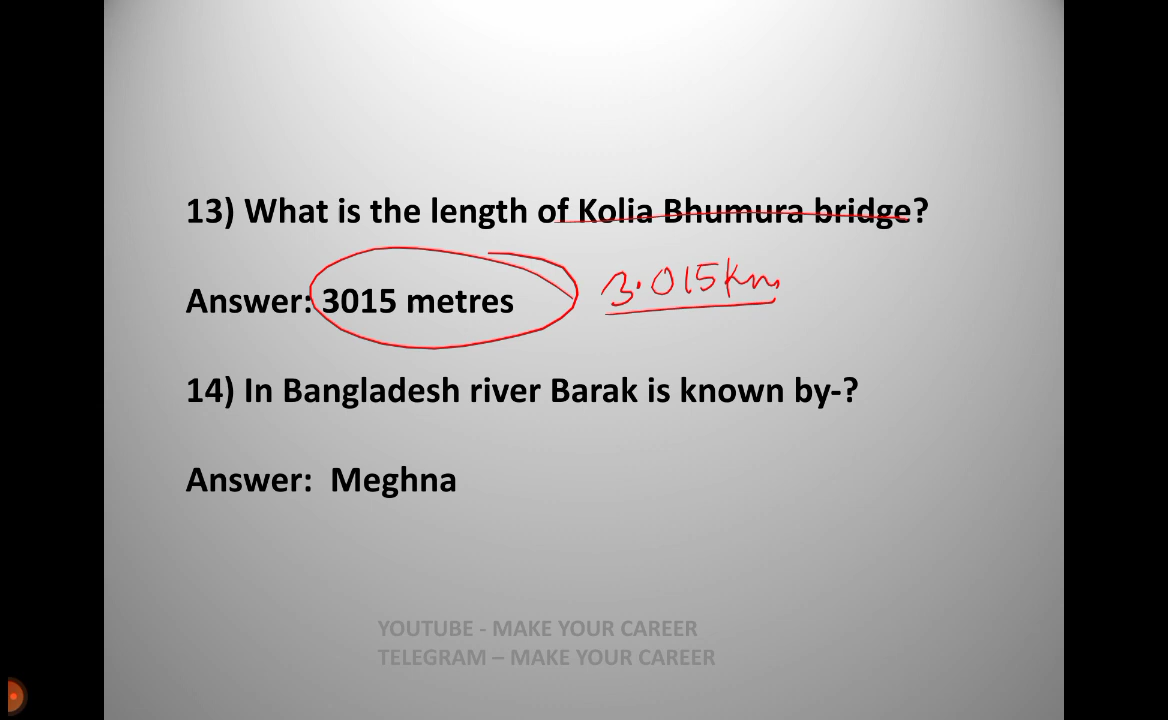 13) What is the length of Kolia Bhumura bridge?
Answer: 3015 metres
3.015km
14) In Bangladesh river Barak is known by-?
Answer:  Meghna
YOUTUBE - MAKE YOUR CAREER
TELEGRAM – MAKE YOUR CAREER